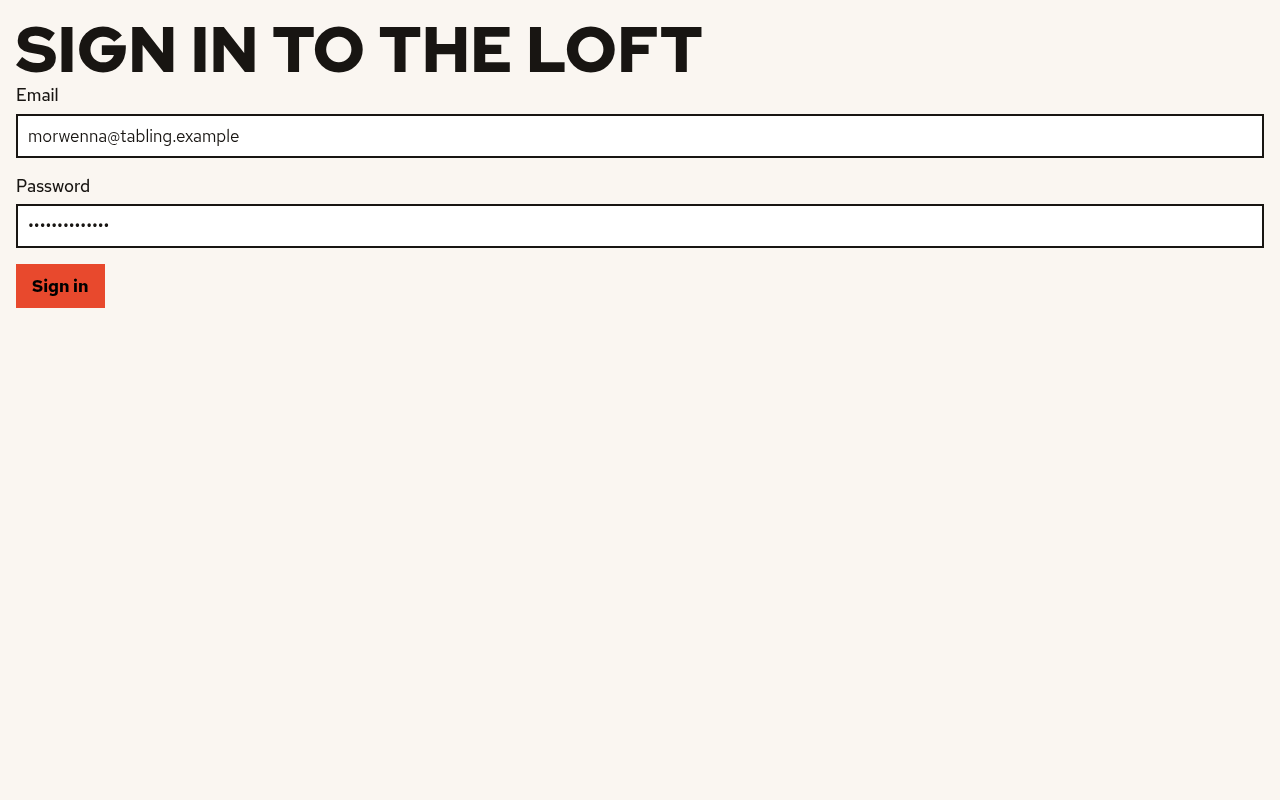 SIGN IN TO THE LOFT
Email
morwenna@tabling.example
Password
••••••••••••••
Sign in